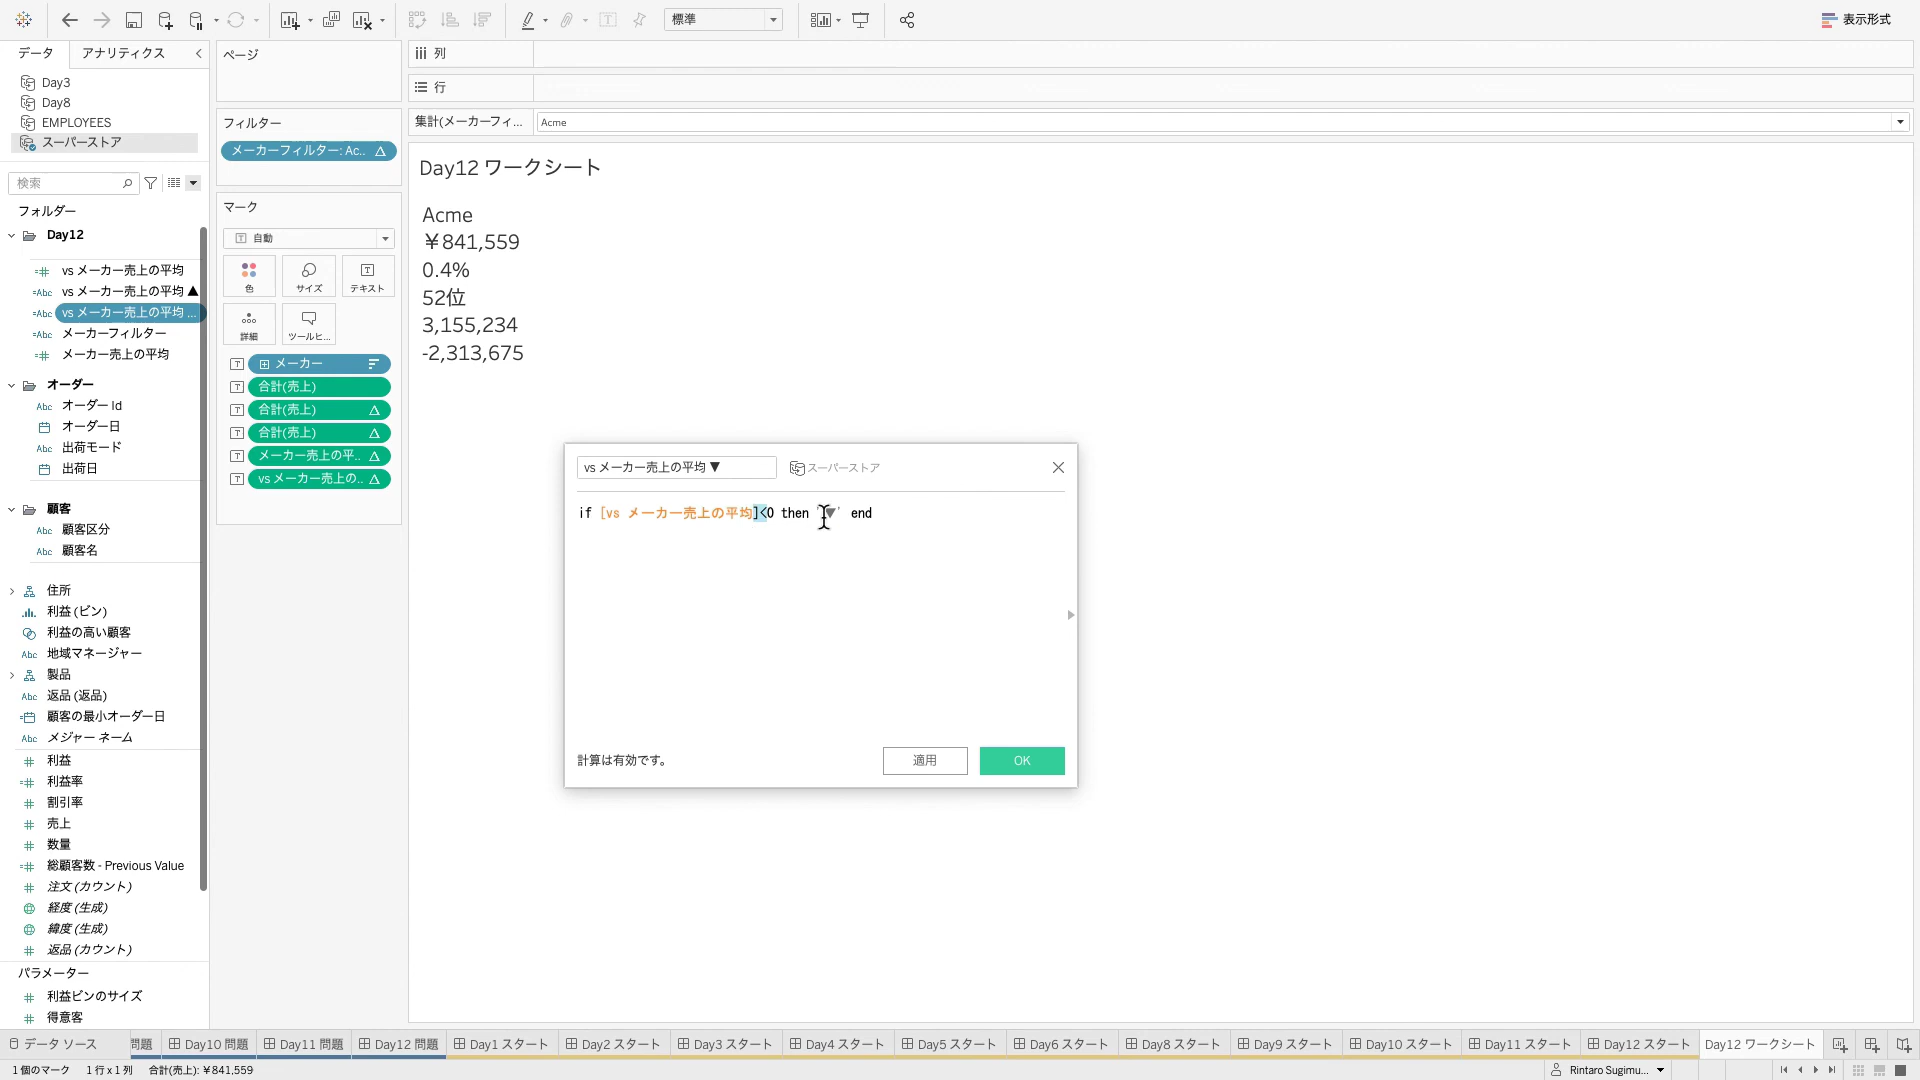 標準
表示形式
データ
アナリティクス
Day3
Day8
EMPLOYEES
スーパーストア
検索
フォルダー
Day12
vs メーカー売上の平均
Abc vs メーカー売上の平均 ▲
Abc vs メーカー売上の平均 ...
Abc メーカーフィルター
メーカー売上の平均
オーダー
Abc オーダー Id
オーダー日
Abc 出荷モード
出荷日
顧客
Abc 顧客区分
Abc 顧客名
住所
利益 (ビン)
利益の高い顧客
Abc 地域マネージャー
製品
Abc 返品 (返品)
顧客の最小オーダー日
Abc メジャー ネーム
利益
利益率
割引率
売上
数量
総顧客数 - Previous Value
注文 (カウント)
経度 (生成)
緯度 (生成)
返品 (カウント)
パラメーター
利益ビンのサイズ
得意客
ページ
フィルター
メーカーフィルター: Ac..
マーク
自動
色
サイズ
テキスト
詳細
ツールヒ...
メーカー
合計(売上)
合計(売上)
合計(売上)
メーカー売上の平..
vs メーカー売上の..
列
行
集計(メーカーフィ...
Acme
Day12 ワークシート
Acme
￥841,559
0.4%
52位
3,155,234
-2,313,675
vs メーカー売上の平均 ▼
スーパーストア
if [vs メーカー売上の平均]<0 then '▼' end
計算は有効です。
適用
OK
データ ソース
問題
Day10 問題
Day11 問題
Day12 問題
Day1 スタート
Day2 スタート
Day3 スタート
Day4 スタート
Day5 スタート
Day6 スタート
Day8 スタート
Day9 スタート
Day10 スタート
Day11 スタート
Day12 スタート
Day12 ワークシート
1 個のマーク
1 行 x 1 列
合計(売上): ￥841,559
Rintaro Sugimu...